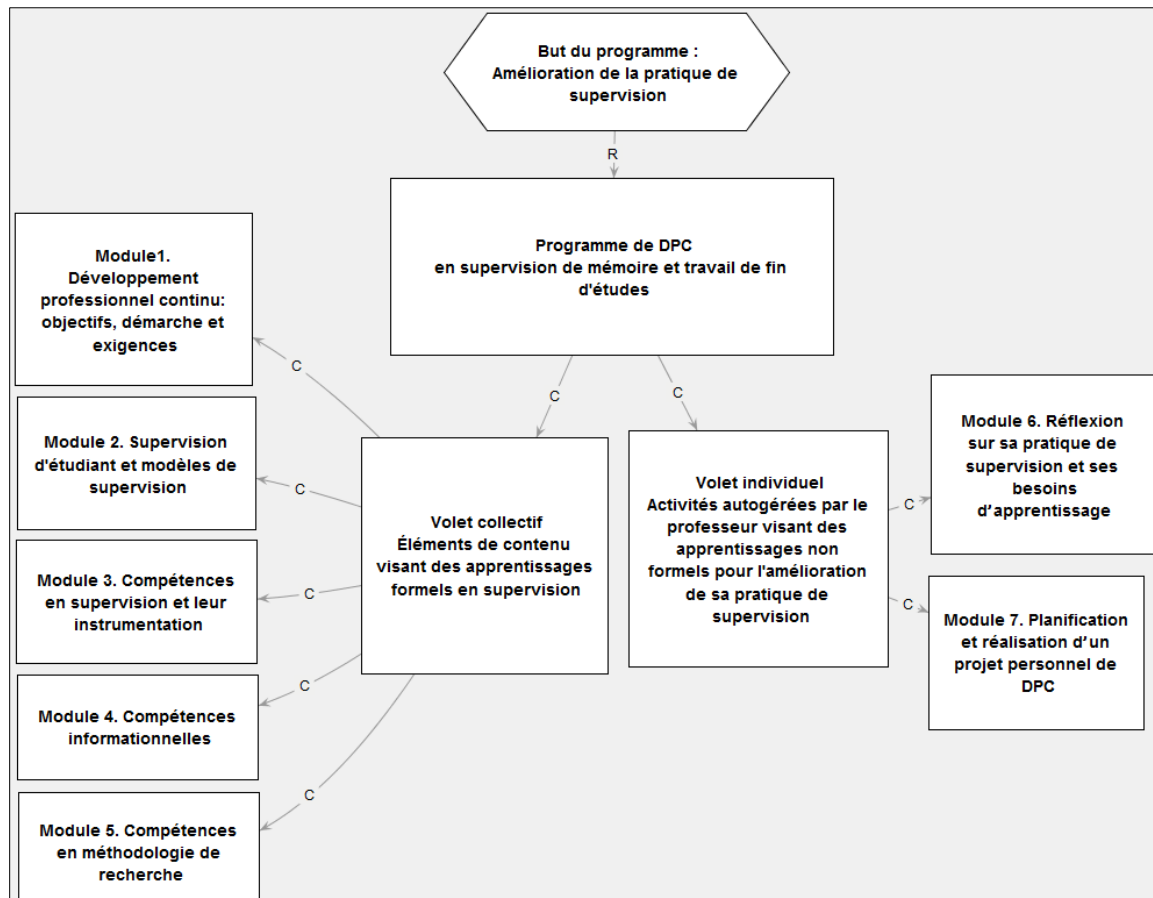 But du programme :
Amélioration de la pratique de
supervision
R
Programme de DPC
en supervision de mémoire et travail de fin
d'études
C
C
Module1.
Développement
professionnel continu:
objectifs, démarche et
exigences
C
Module 2. Supervision
d'étudiant et modèles de
supervision
C
Module 3. Compétences
en supervision et leur
instrumentation
C
Module 4. Compétences
informationnelles
C
Module 5. Compétences
en méthodologie de
recherche
C
Volet collectif
Éléments de contenu
visant des apprentissages
formels en supervision
Volet individuel
Activités autogérées par le
professeur visant des
apprentissages non
formels pour l'amélioration
de sa pratique de
supervision
C
Module 6. Réflexion
sur sa pratique de
supervision et ses
besoins
d’apprentissage
C
Module 7. Planification
et réalisation d’un
projet personnel de
DPC